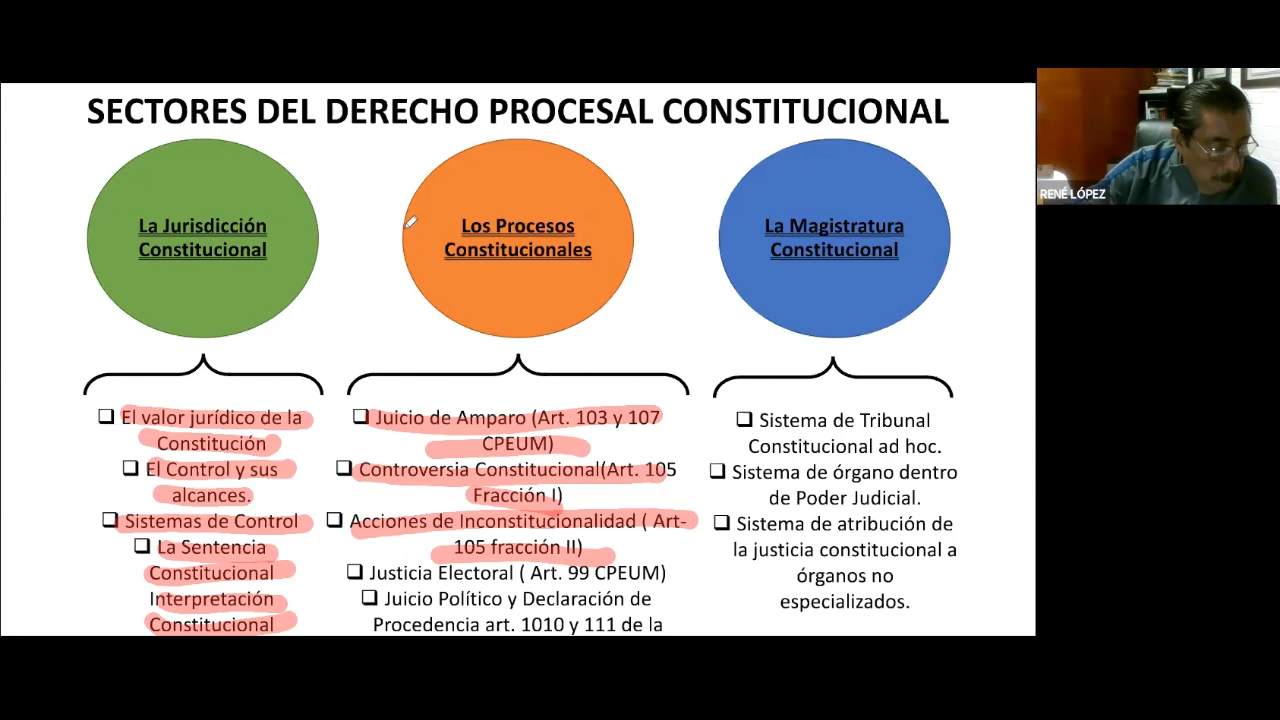 SECTORES DEL DERECHO PROCESAL CONSTITUCIONAL
RENÉ LÓPEZ
La Jurisdicción
Constitucional
Los Procesos
Constitucionales
La Magistratura
Constitucional
El valor jurídico de la
Constitución
El Control y sus
alcances.
Sistemas de Control
La Sentencia
Constitucional
Interpretación
Constitucional
Juicio de Amparo (Art. 103 y 107
CPEUM)
Controversia Constitucional(Art. 105
Fracción I)
Acciones de Inconstitucionalidad ( Art-
105 fracción II)
Justicia Electoral ( Art. 99 CPEUM)
Juicio Político y Declaración de
Procedencia art. 1010 y 111 de la
Sistema de Tribunal
Constitucional ad hoc.
Sistema de órgano dentro
de Poder Judicial.
Sistema de atribución de
la justicia constitucional a
órganos no
especializados.